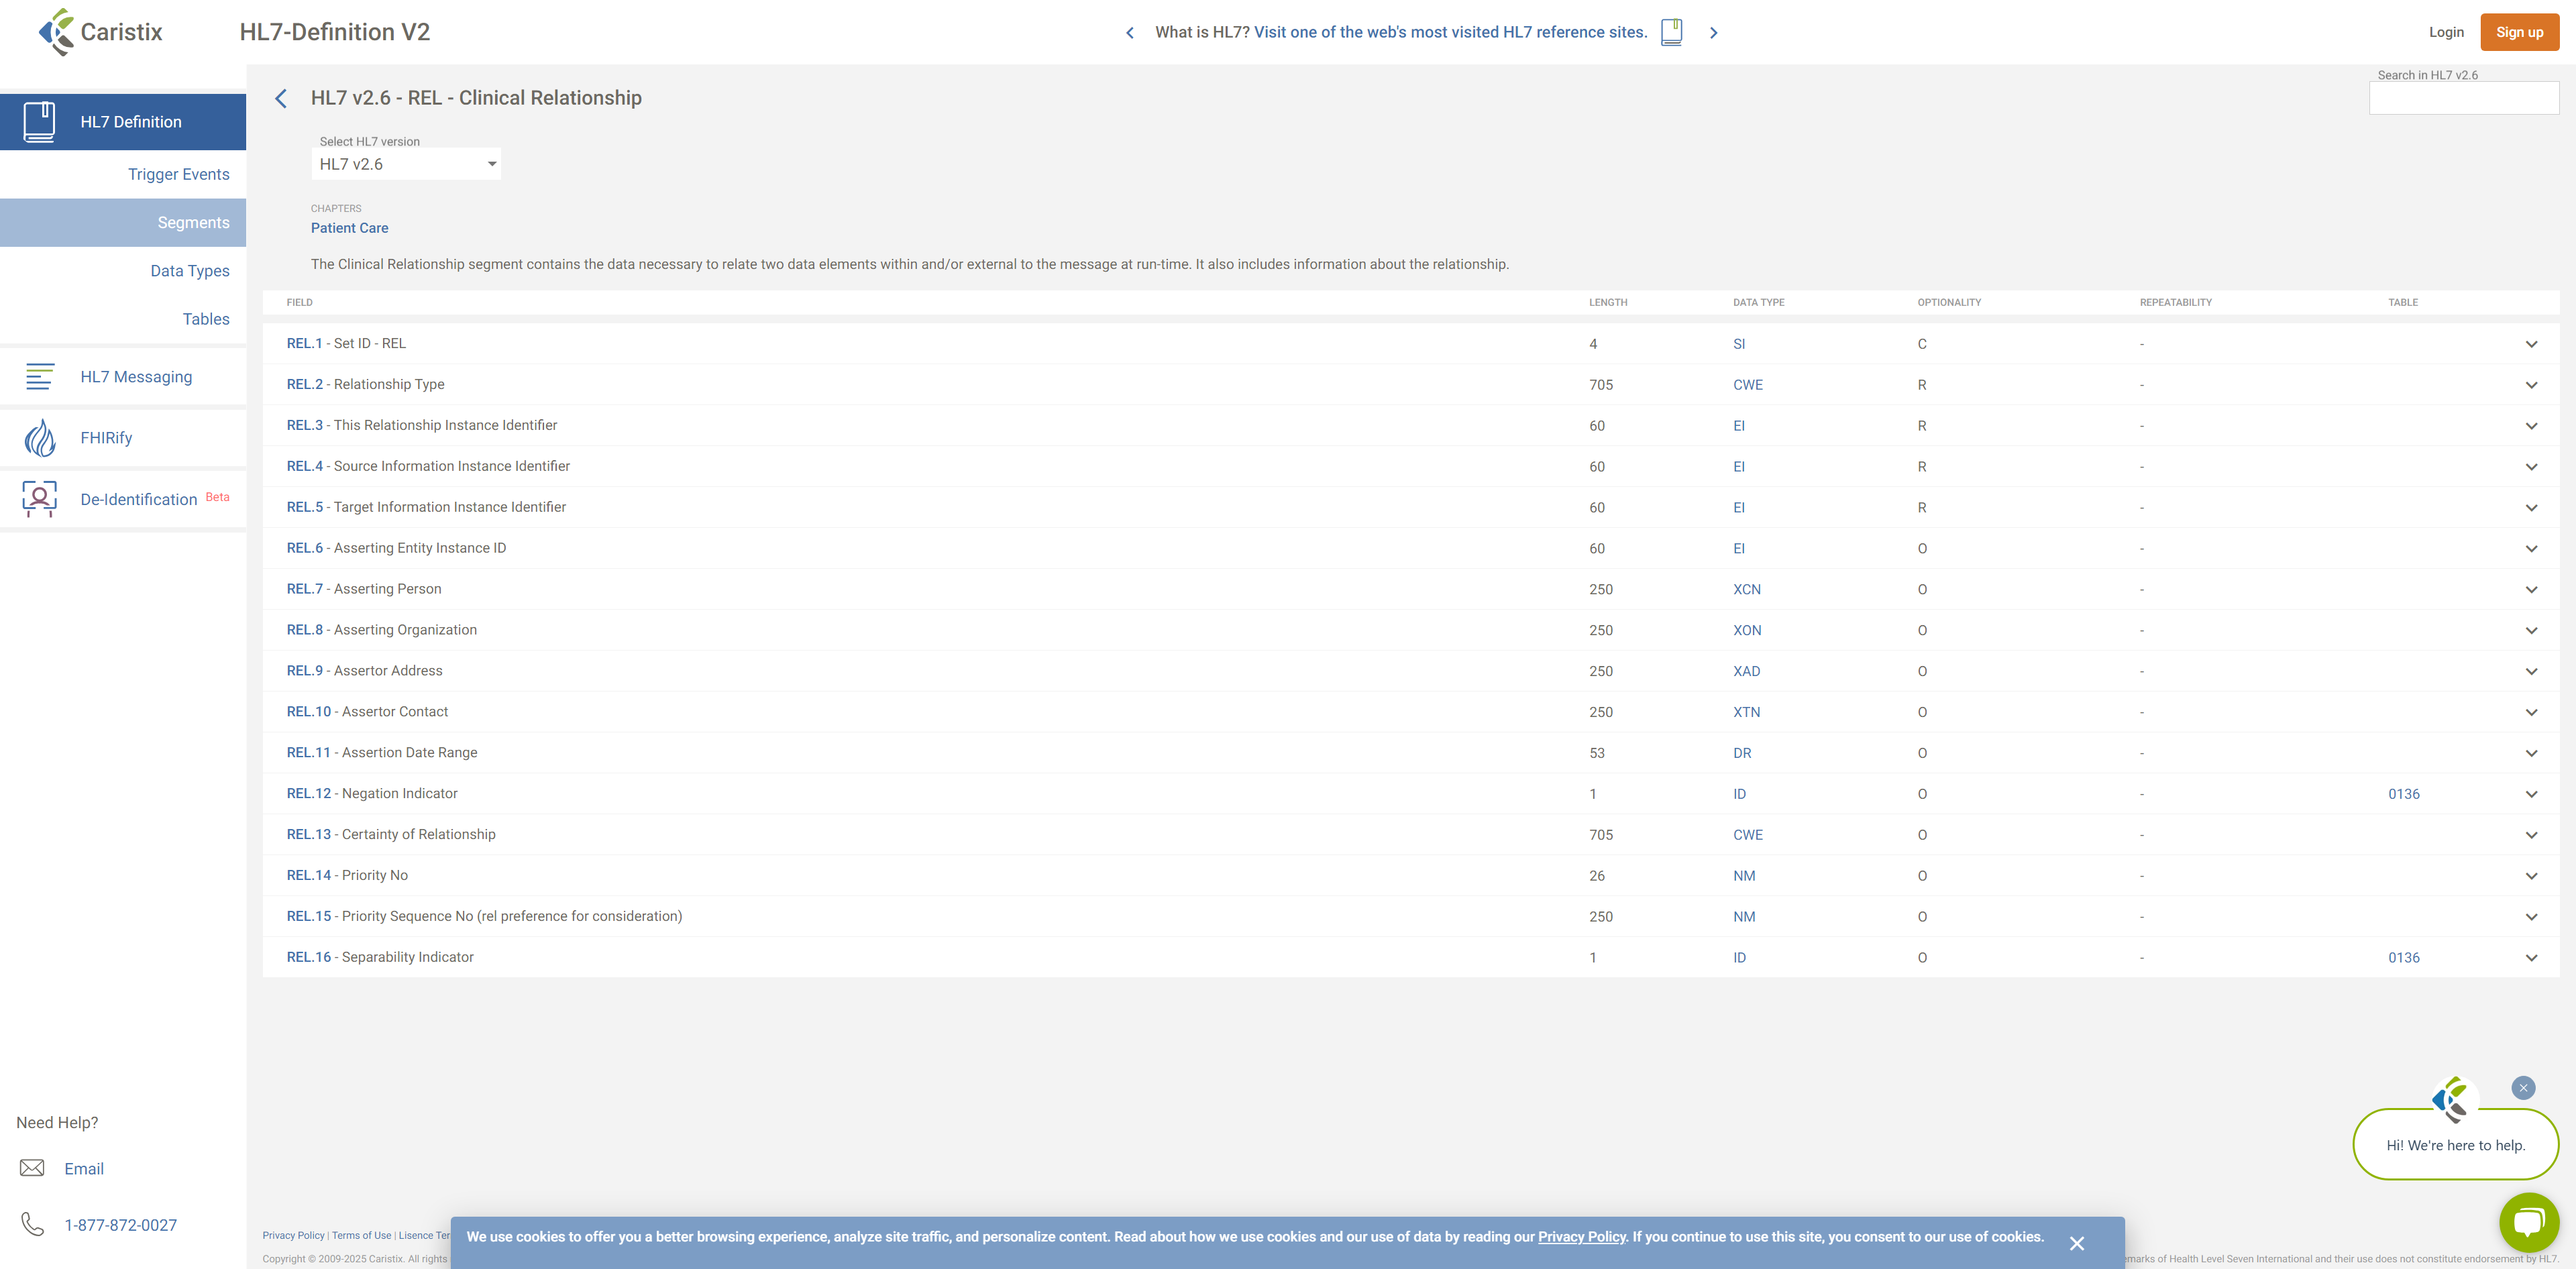 Caristix
HL7-Definition V2
What is HL7? Visit one of the web's most visited HL7 reference sites.
Login
Sign up
HL7 Definition
Trigger Events
Segments
Data Types
Tables
HL7 Messaging
FHIRify
De-Identification Beta
Need Help?
Email
1-877-872-0027
HL7 v2.6 - REL - Clinical Relationship
Search in HL7 v2.6
Select HL7 version
HL7 v2.6
CHAPTERS
Patient Care
The Clinical Relationship segment contains the data necessary to relate two data elements within and/or external to the message at run-time. It also includes information about the relationship.
FIELD LENGTH DATA TYPE OPTIONALITY REPEATABILITY TABLE
REL.1 - Set ID - REL 4 SI C -
REL.2 - Relationship Type 705 CWE R -
REL.3 - This Relationship Instance Identifier 60 EI R -
REL.4 - Source Information Instance Identifier 60 EI R -
REL.5 - Target Information Instance Identifier 60 EI R -
REL.6 - Asserting Entity Instance ID 60 EI O -
REL.7 - Asserting Person 250 XCN O -
REL.8 - Asserting Organization 250 XON O -
REL.9 - Assertor Address 250 XAD O -
REL.10 - Assertor Contact 250 XTN O -
REL.11 - Assertion Date Range 53 DR O -
REL.12 - Negation Indicator 1 ID O - 0136
REL.13 - Certainty of Relationship 705 CWE O -
REL.14 - Priority No 26 NM O -
REL.15 - Priority Sequence No (rel preference for consideration) 250 NM O -
REL.16 - Separability Indicator 1 ID O - 0136
Hi! We're here to help.
Privacy Policy | Terms of Use | Lisence Ter
We use cookies to offer you a better browsing experience, analyze site traffic, and personalize content. Read about how we use cookies and our use of data by reading our Privacy Policy. If you continue to use this site, you consent to our use of cookies.
Copyright © 2009-2025 Caristix. All rights
emarks of Health Level Seven International and their use does not constitute endorsement by HL7.